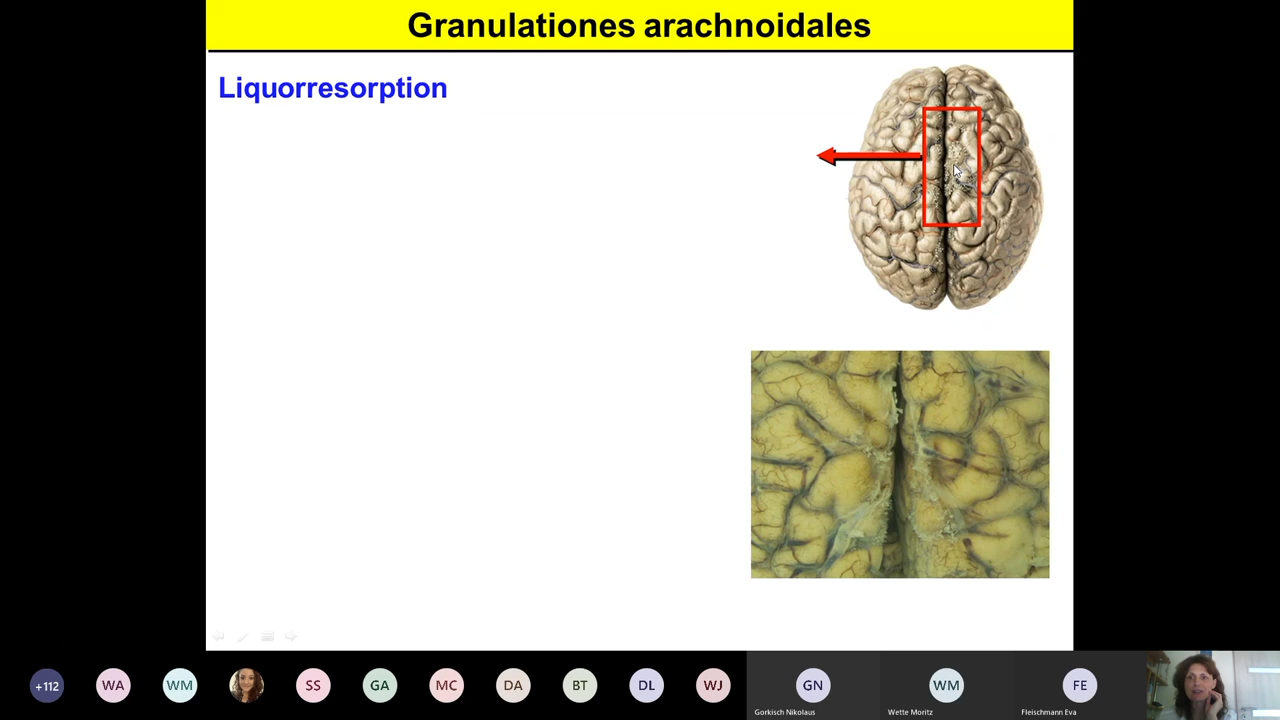 Granulationes arachnoidales
Liquorresorption
+112
WA
WM
SS
GA
MC
DA
BT
DL
WJ
GN
WM
FE
Gorkisch Nikolaus
Wette Moritz
Fleischmann Eva